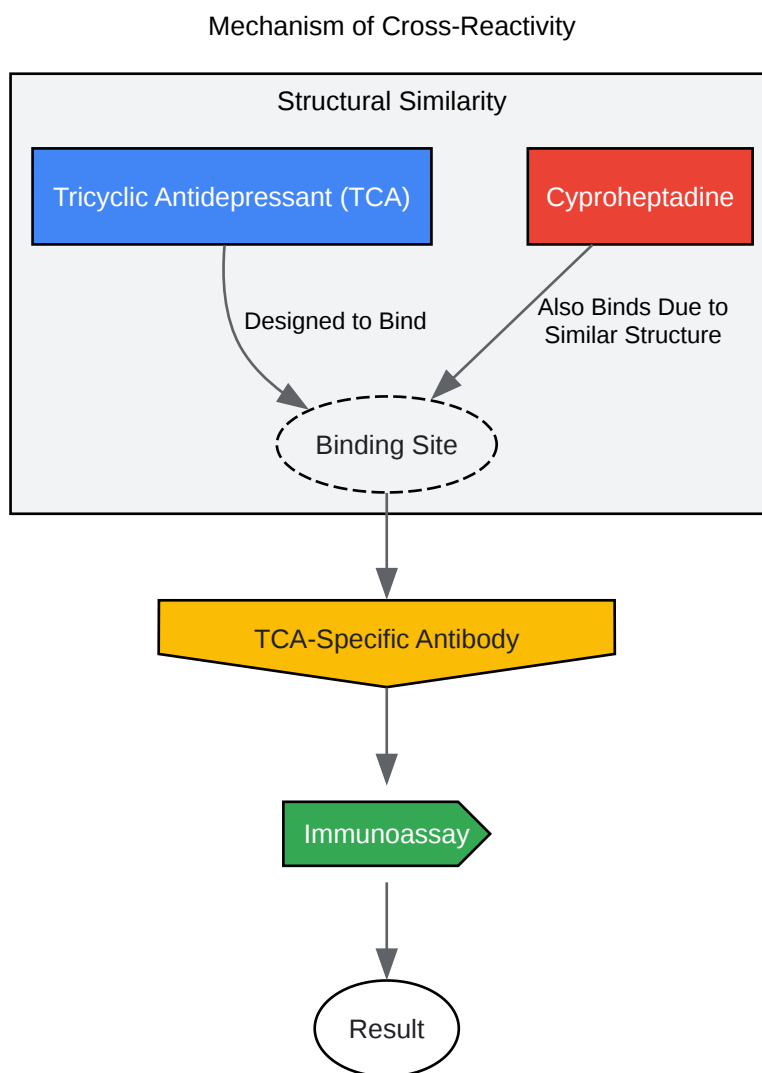 Mechanism of Cross-Reactivity
Structural Similarity
Tricyclic Antidepressant (TCA)
Cyproheptadine
Designed to Bind
Also Binds Due to
Similar Structure
Binding Site
TCA-Specific Antibody
Immunoassay
Result